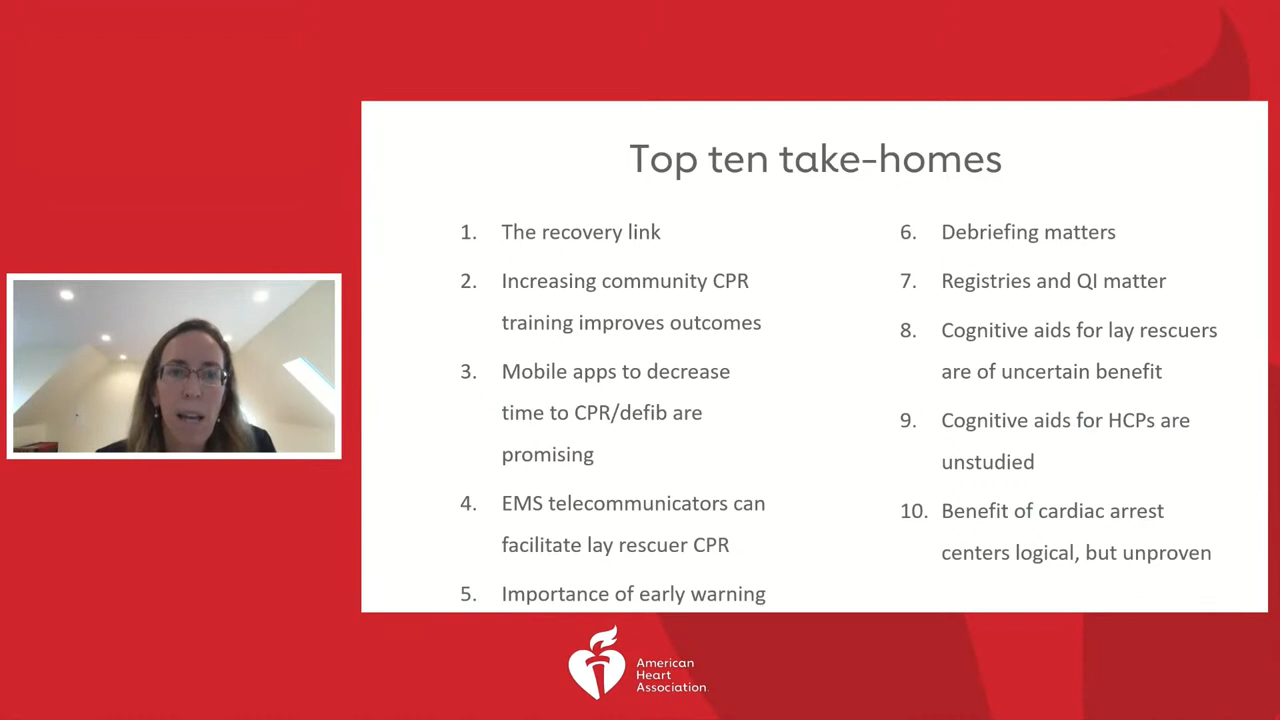 Top ten take-homes
1. The recovery link
2. Increasing community CPR
training improves outcomes
3. Mobile apps to decrease
time to CPR/defib are
promising
4. EMS telecommunicators can
facilitate lay rescuer CPR
5. Importance of early warning
6. Debriefing matters
7. Registries and QI matter
8. Cognitive aids for lay rescuers
are of uncertain benefit
9. Cognitive aids for HCPs are
unstudied
10. Benefit of cardiac arrest
centers logical, but unproven
American
Heart
Association.